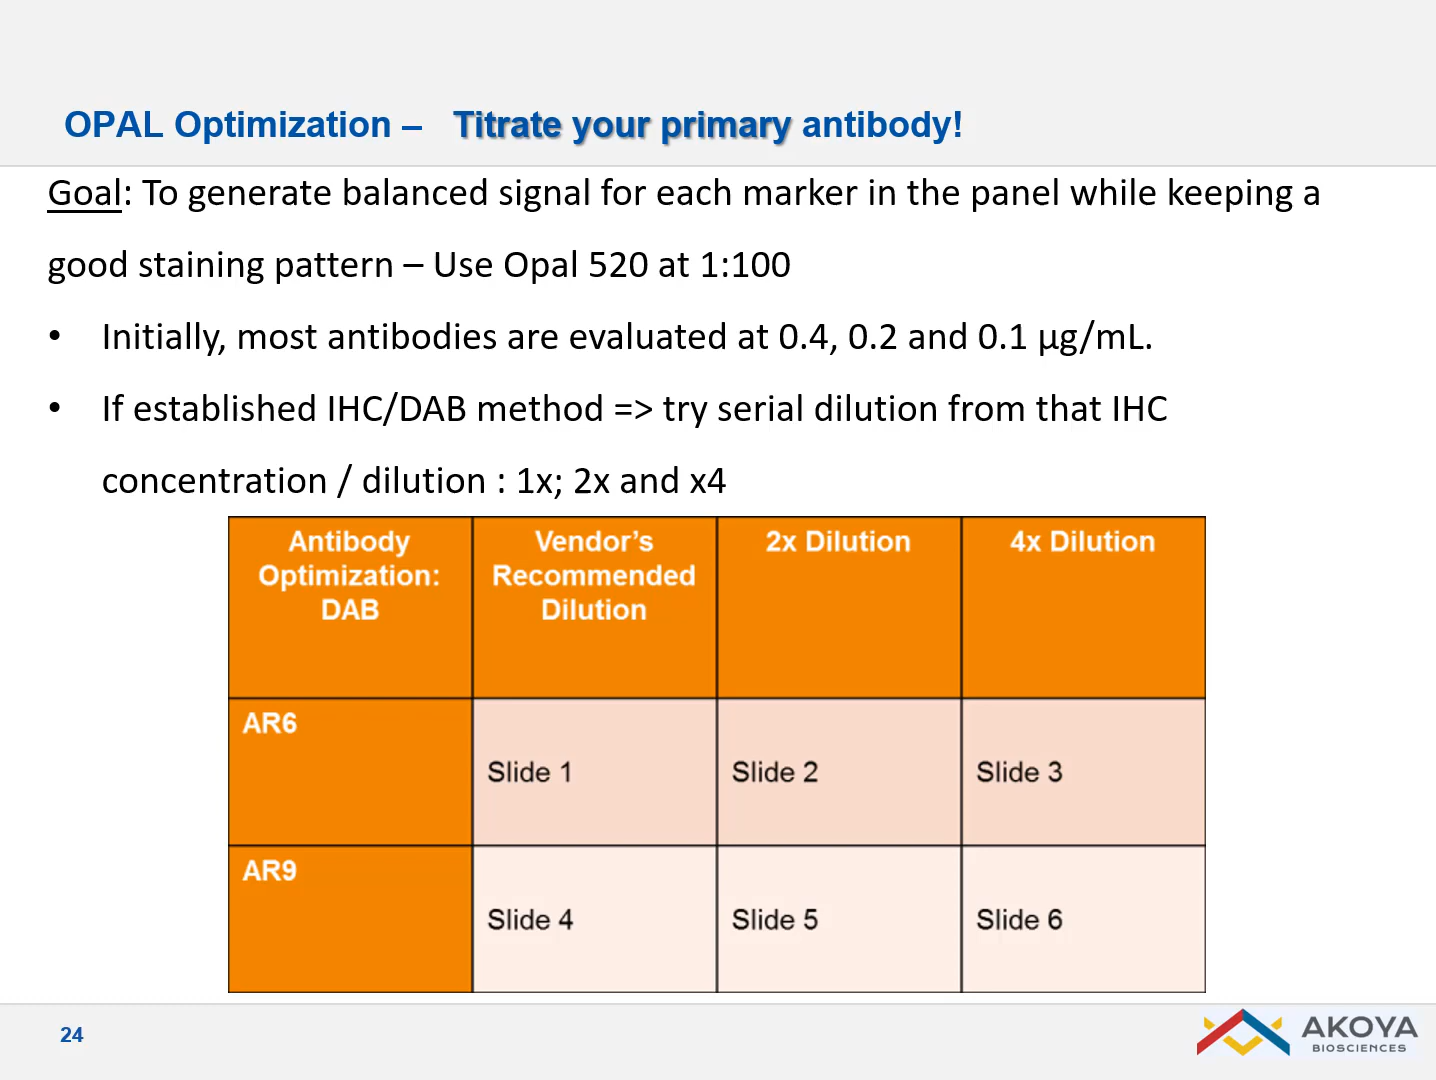 OPAL Optimization – Titrate your primary antibody!
Goal: To generate balanced signal for each marker in the panel while keeping a
good staining pattern – Use Opal 520 at 1:100
• Initially, most antibodies are evaluated at 0.4, 0.2 and 0.1 µg/mL.
• If established IHC/DAB method => try serial dilution from that IHC
concentration / dilution : 1x; 2x and x4
Antibody
Optimization:
DAB
Vendor’s
Recommended
Dilution
2x Dilution
4x Dilution
AR6
Slide 1
Slide 2
Slide 3
AR9
Slide 4
Slide 5
Slide 6
24
AKOYA
BIOSCIENCES